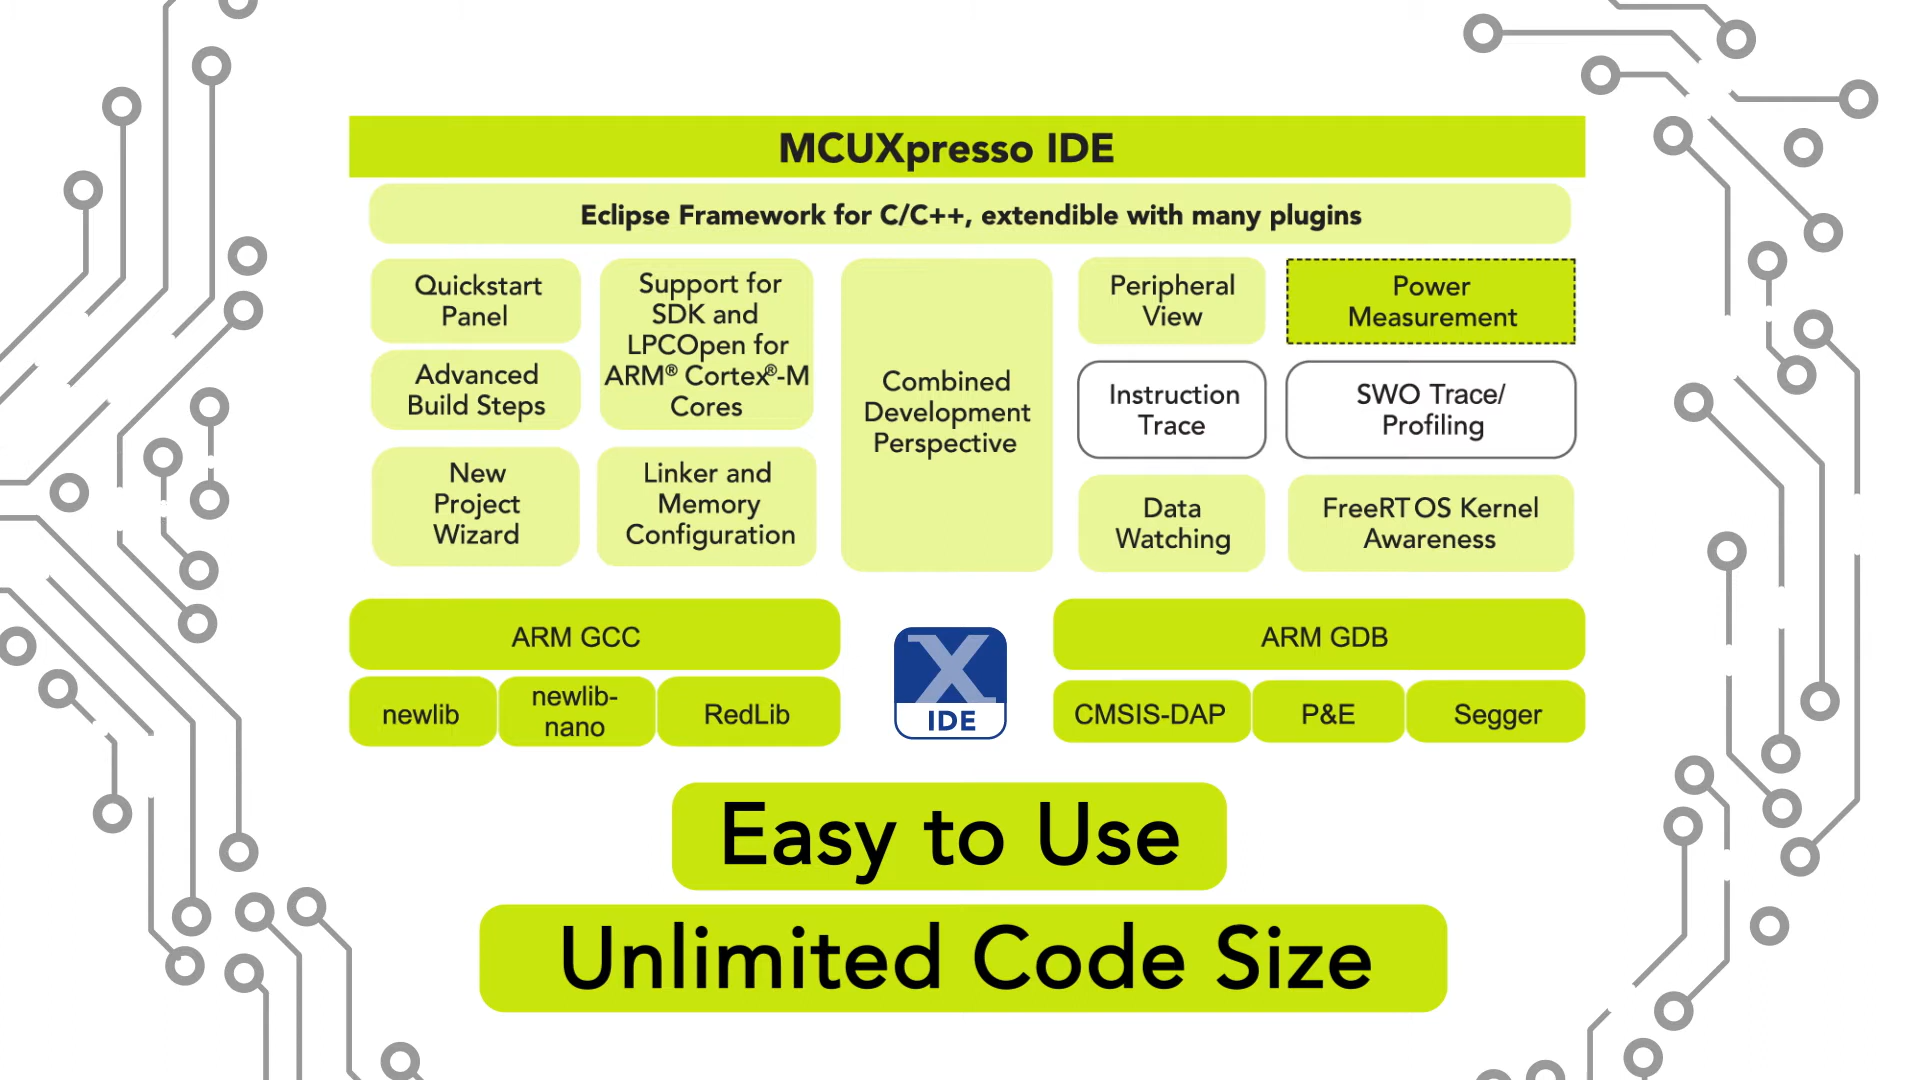 MCUXpresso IDE
Eclipse Framework for C/C++, extendible with many plugins
Quickstart
Panel
Advanced
Build Steps
New
Project
Wizard
Support for
SDK and
LPCOpen for
ARM® Cortex®-M
Cores
Linker and
Memory
Configuration
Combined
Development
Perspective
Peripheral
View
Power
Measurement
Instruction
Trace
SWO Trace/
Profiling
Data
Watching
FreeRTOS Kernel
Awareness
ARM GCC
newlib
newlib-
nano
RedLib
X
IDE
ARM GDB
CMSIS-DAP
P&E
Segger
Easy to Use
Unlimited Code Size